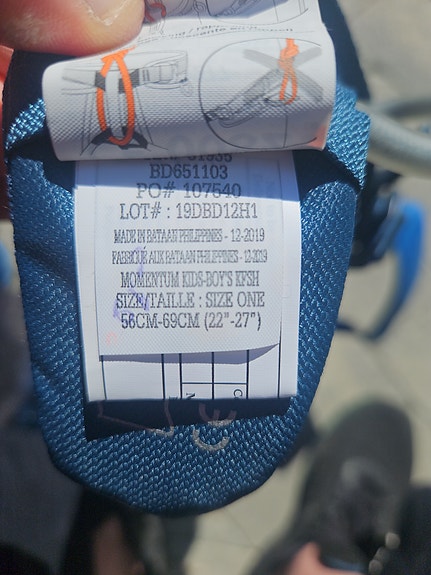 BD651103
PO# 107540
LOT# : 19DBD12H1
MADE IN BATAAN PHILIPPINES - 12-2019
FABRIQUE AUX BATAAN PHILIPPINES - 12-2019
MOMENTUM KIDS-BOY'S KFSH
SIZE/TAILLE : SIZE ONE
56CM-69CM (22"-27")
C
N
CE